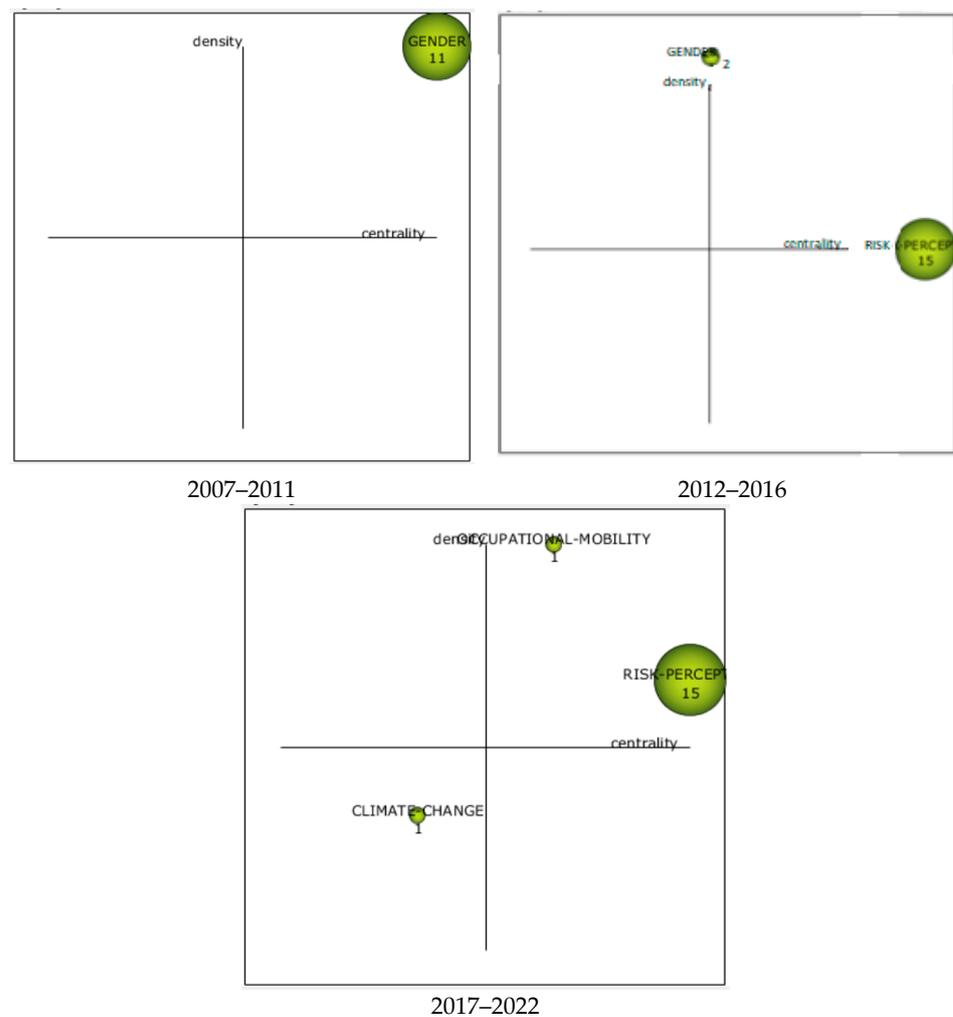 GENDER
11
density
centrality
2007–2011
GENDER
2
density
centrality
RISK-PERCEP
15
2012–2016
density
OCCUPATIONAL-MOBILITY
1
RISK-PERCEPT
15
centrality
CLIMATE-CHANGE
1
2017–2022